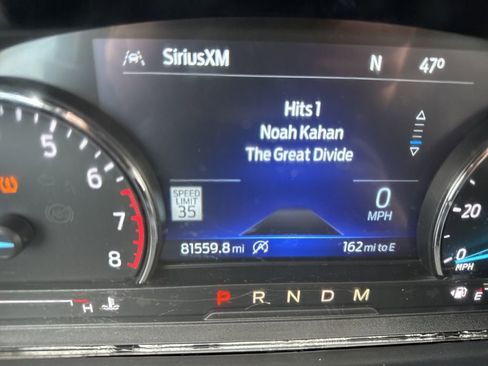 SiriusXM N 47°
Hits 1
Noah Kahan
The Great Divide
SPEED
LIMIT
35
0
MPH
81559.8 mi 162 mi to E
6
7
8
20
0
MPH
H P R N D M E